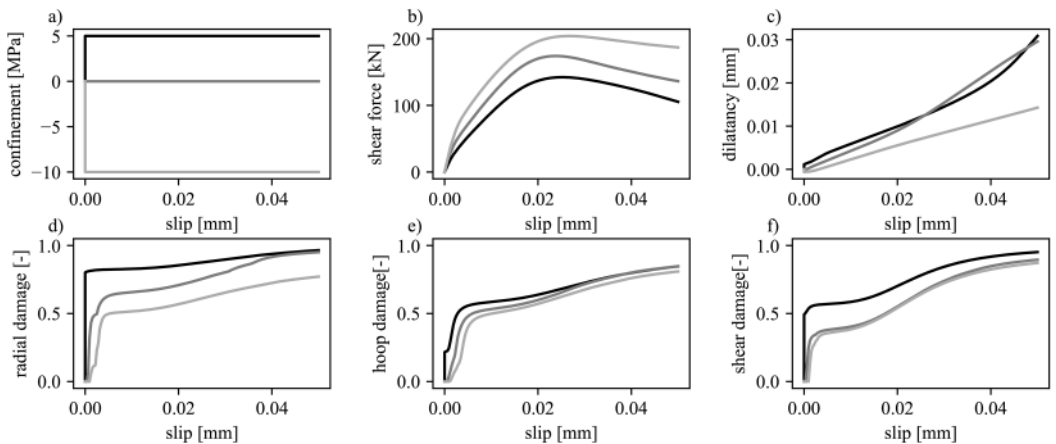 a)
confinement [MPa]
5
0
−5
−10
0.00
0.02
0.04
slip [mm]
b)
shear force [kN]
200
100
0
0.00
0.02
0.04
slip [mm]
c)
dilatancy [mm]
0.03
0.01
0.00
0.00
0.02
0.04
slip [mm]
d)
radial damage [-]
1.0
0.5
0.0
0.00
0.02
0.04
slip [mm]
e)
hoop damage[-]
1.0
0.5
0.0
0.00
0.02
0.04
slip [mm]
f)
shear damage[-]
1.0
0.5
0.0
0.00
0.02
0.04
slip [mm]